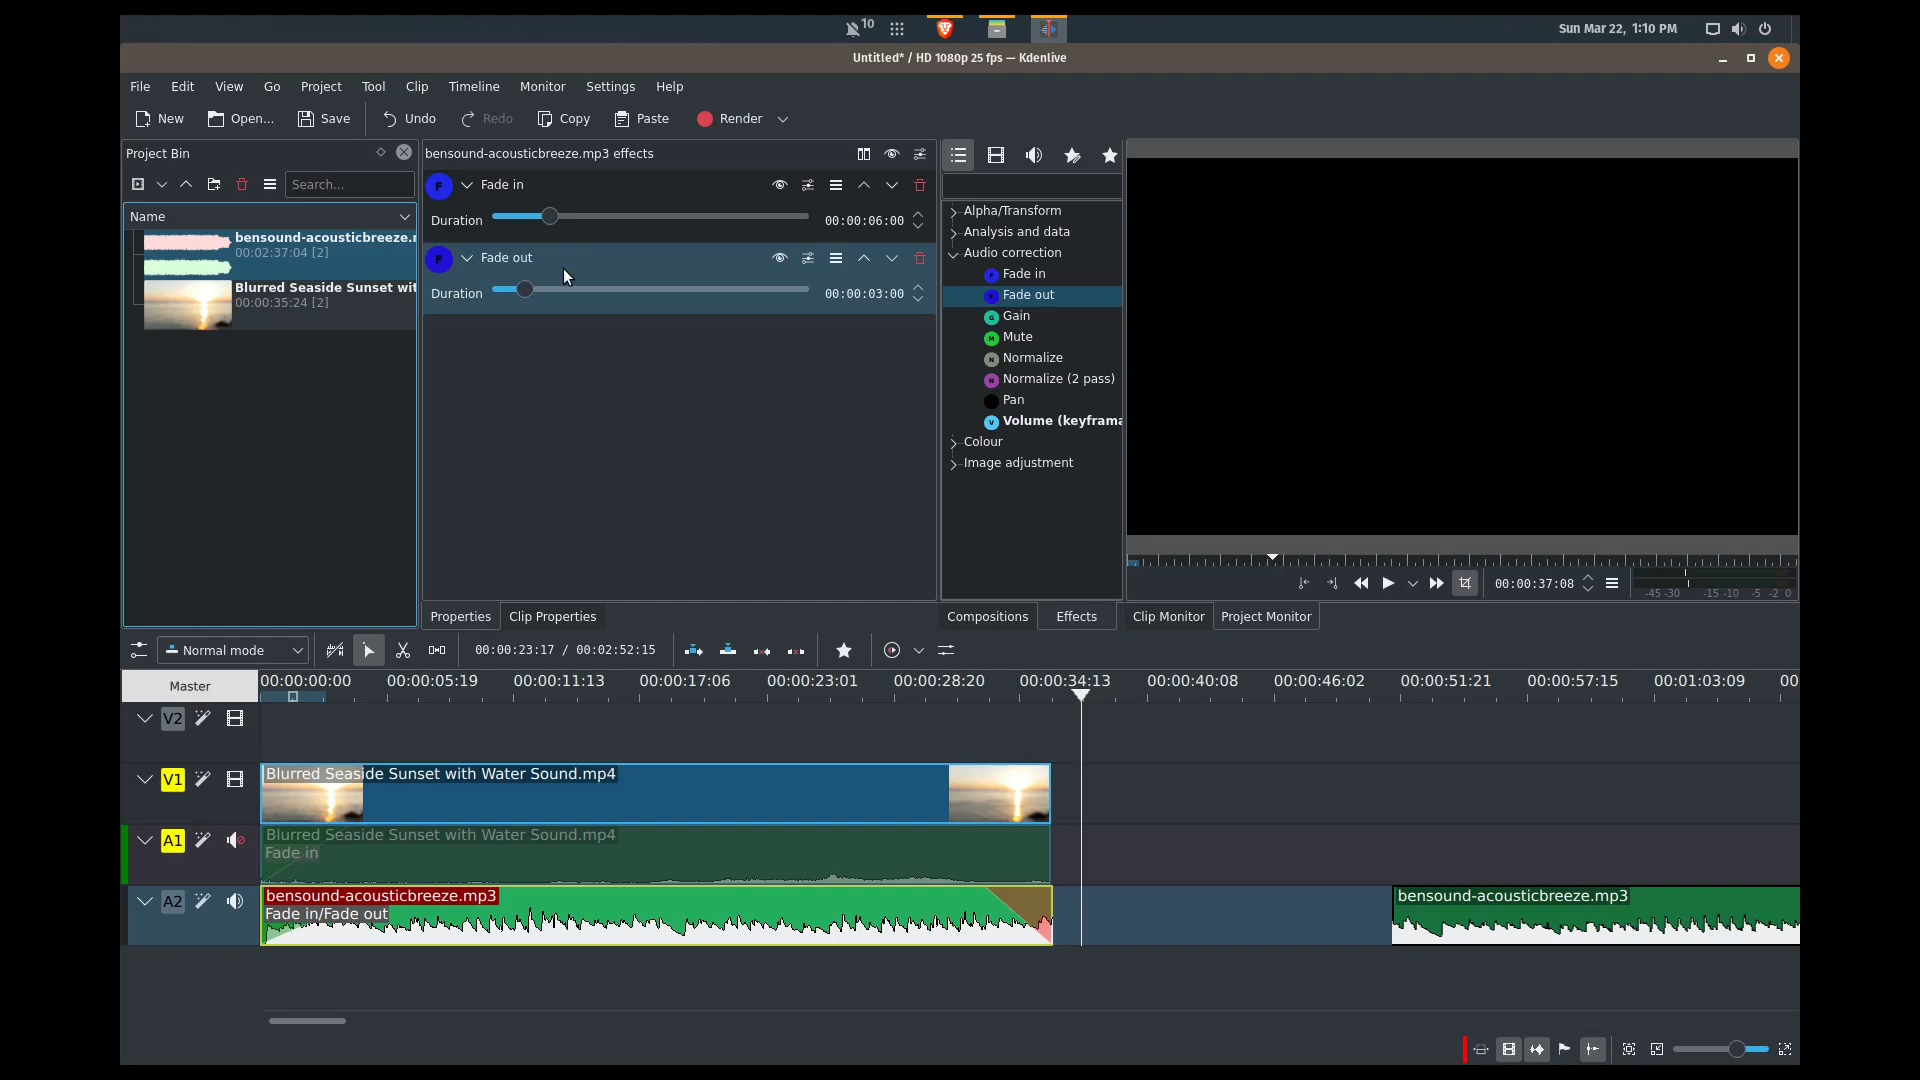 10
Sun Mar 22, 1:10 PM
Untitled* / HD 1080p 25 fps — Kdenlive
File Edit View Go Project Tool Clip Timeline Monitor Settings Help
New Open... Save Undo Redo Copy Paste Render
Project Bin
Search...
Name
bensound-acousticbreeze.r
00:02:37:04 [2]
Blurred Seaside Sunset wit
00:00:35:24 [2]
bensound-acousticbreeze.mp3 effects
F Fade in
Duration 00:00:06:00
F Fade out
Duration 00:00:03:00
Alpha/Transform
Analysis and data
Audio correction
Fade in
Fade out
Gain
Mute
Normalize
Normalize (2 pass)
Pan
Volume (keyframa
Colour
Image adjustment
00:00:37:08
-45 -30 -15 -10 -5 -2 0
Properties Clip Properties
Compositions Effects
Clip Monitor Project Monitor
Normal mode
00:00:23:17 / 00:02:52:15
Master
00:00:00:00 00:00:05:19 00:00:11:13 00:00:17:06 00:00:23:01 00:00:28:20 00:00:34:13 00:00:40:08 00:00:46:02 00:00:51:21 00:00:57:15 00:01:03:09 00
V2
V1
Blurred Seaside Sunset with Water Sound.mp4
A1
Blurred Seaside Sunset with Water Sound.mp4
Fade in
A2
bensound-acousticbreeze.mp3
Fade in/Fade out
bensound-acousticbreeze.mp3